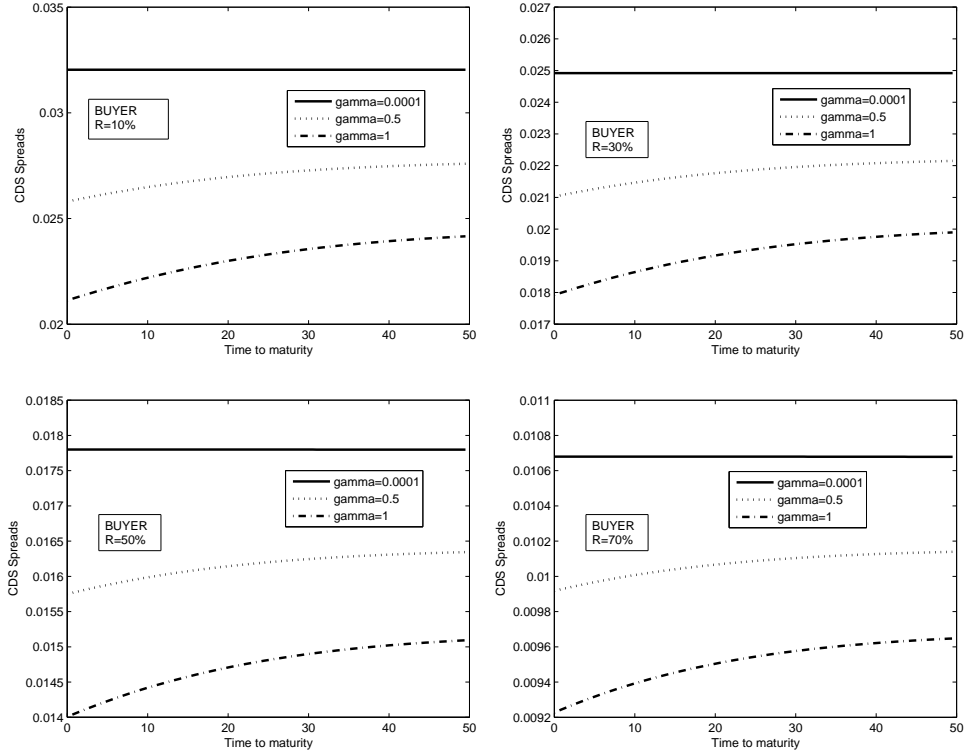 0.035
0.03
0.025
0.02
CDS Spreads
BUYER
R=10%
gamma=0.0001
gamma=0.5
gamma=1
0 10 20 30 40 50
Time to maturity
0.027
0.026
0.025
0.024
0.023
0.022
0.021
0.02
0.019
0.018
0.017
CDS Spreads
BUYER
R=30%
gamma=0.0001
gamma=0.5
gamma=1
0 10 20 30 40 50
Time to maturity
0.0185
0.018
0.0175
0.017
0.0165
0.016
0.0155
0.015
0.0145
0.014
CDS Spreads
BUYER
R=50%
gamma=0.0001
gamma=0.5
gamma=1
0 10 20 30 40 50
Time to maturity
0.011
0.0108
0.0106
0.0104
0.0102
0.01
0.0098
0.0096
0.0094
0.0092
CDS Spreads
BUYER
R=70%
gamma=0.0001
gamma=0.5
gamma=1
0 10 20 30 40 50
Time to maturity